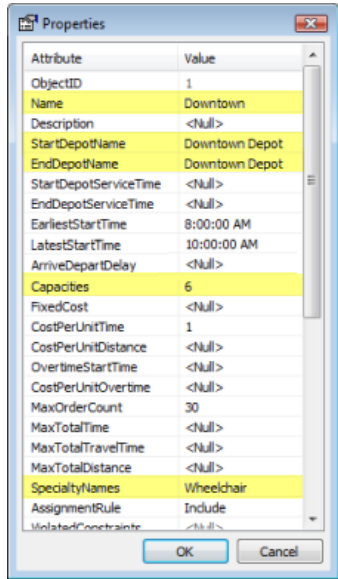 Properties
Attribute Value
ObjectID 1
Name Downtown
Description <Null>
StartDepotName Downtown Depot
EndDepotName Downtown Depot
StartDepotServiceTime <Null>
EndDepotServiceTime <Null>
EarliestStartTime 8:00:00 AM
LatestStartTime 10:00:00 AM
ArriveDepartDelay <Null>
Capacities 6
FixedCost <Null>
CostPerUnitTime 1
CostPerUnitDistance <Null>
OvertimeStartTime <Null>
CostPerUnitOvertime <Null>
MaxOrderCount 30
MaxTotalTime <Null>
MaxTotalTravelTime <Null>
MaxTotalDistance <Null>
SpecialtyNames Wheelchair
AssignmentRule Include
ViolatedConstraints <Null>
OK Cancel